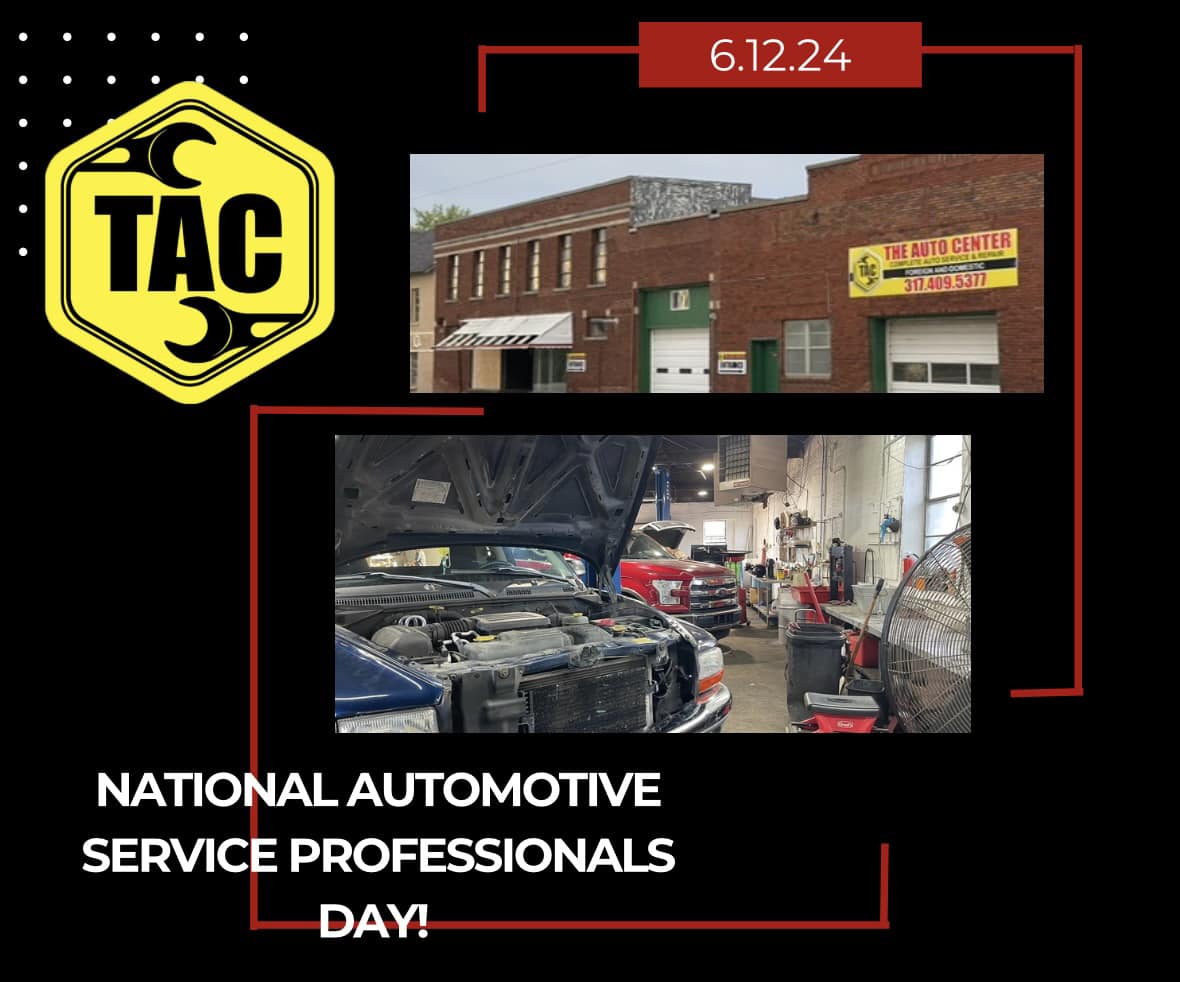 6.12.24
TAC
THE AUTO CENTER
COMPLETE AUTO SERVICE & REPAIR
FOREIGN AND DOMESTIC
317.409.5377
TAC
NATIONAL AUTOMOTIVE
SERVICE PROFESSIONALS
DAY!